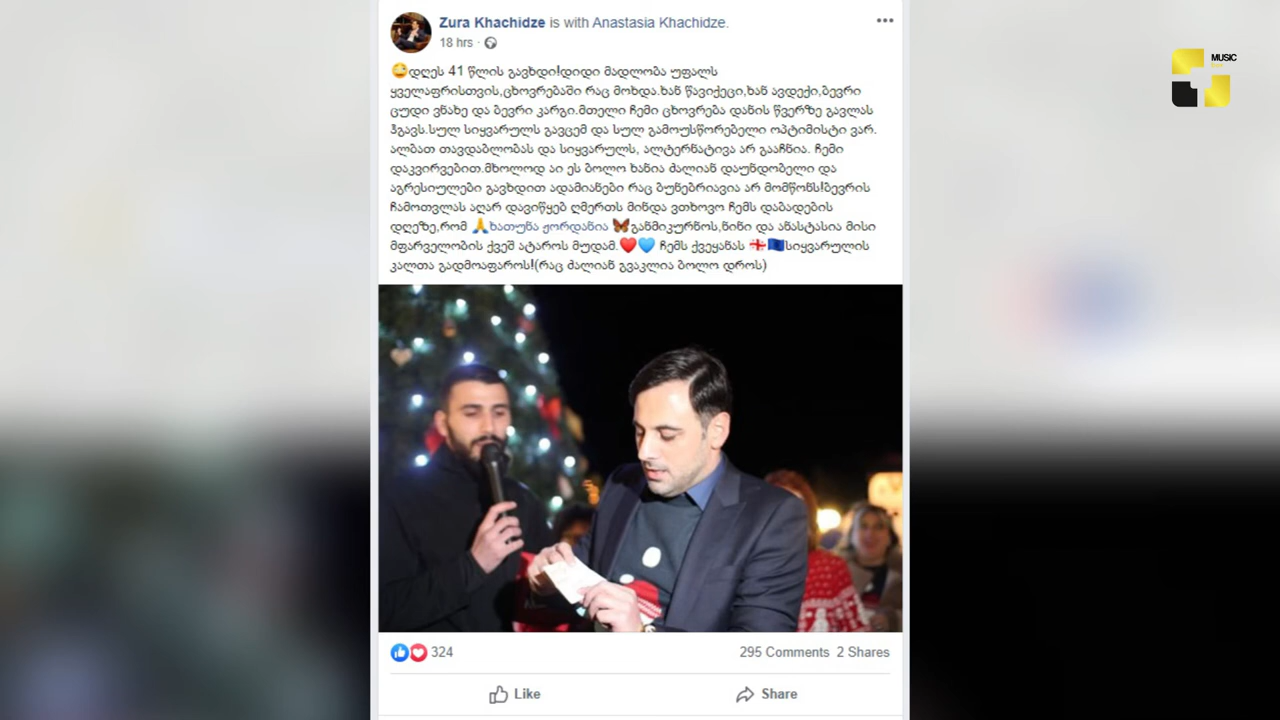 Zura Khachidze is with Anastasia Khachidze.
18 hrs ·
დღეს 41 წლის გავხდი!დიდი მადლობა უფალს
ყველაფრისთვის,ცხოვრებაში რაც მოხდა.ხან წავიქეცი,ხან ავდექი,ბევრი
ცუდი ვნახე და ბევრი კარგი.მთელი ჩემი ცხოვრება დანის წვერზე გავლას
ჰგავს.სულ სიყვარულს გავცემ და სულ გამოუსწორებელი ოპტიმისტი ვარ.
ალბათ თავდაბლობას და სიყვარულს, ალტერნატივა არ გააჩნია. ჩემი
დაკვირვებით.მხოლოდ აი ეს ბოლო ხანია ძალიან დაუნდობელი და
აგრესიულები გავხდით ადამიანები რაც ბუნებრიავია არ მომწონს!ბევრის
ჩამოთვლას აღარ დავიწყებ ღმერთს მინდა ვთხოვო ჩემს დაბადების
დღეზე,რომ 🙏ხათუნა ჟორდანია 🦋განმიკურნოს,ნინი და ანასტასია მისი
მფარველობის ქვეშ ატაროს მუდამ.❤️💙 ჩემს ქვეყანას 🇬🇪🇪🇺სიყვარულის
კალთა გადმოაფაროს!(რაც ძალიან გვაკლია ბოლო დროს)
324
295 Comments 2 Shares
Like
Share
MUSIC